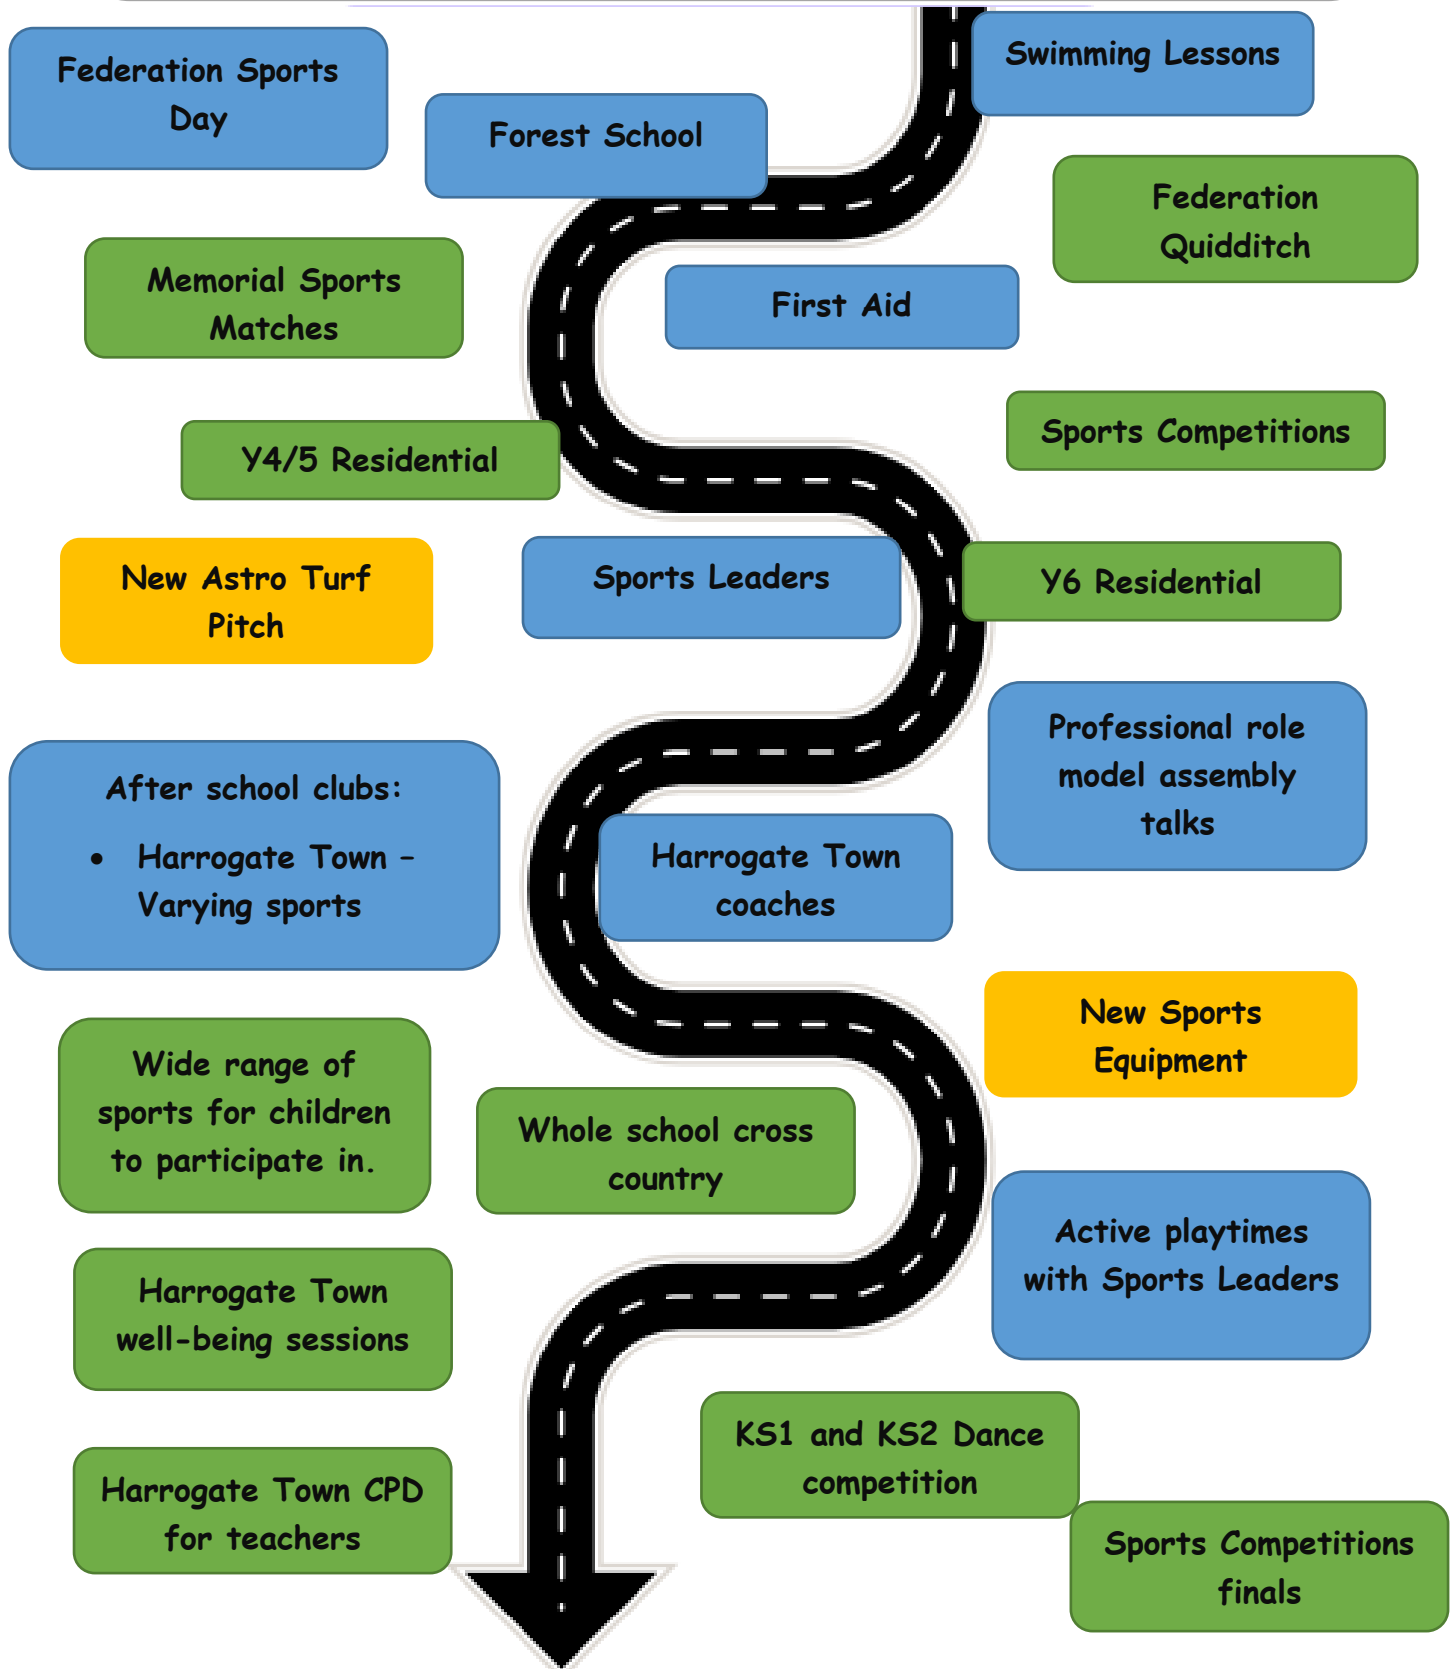 Federation Sports
Day
Swimming Lessons
Forest School
Federation
Quidditch
Memorial Sports
Matches
First Aid
Y4/5 Residential
Sports Competitions
New Astro Turf
Pitch
Sports Leaders
Y6 Residential
Professional role
model assembly
talks
After school clubs:
• Harrogate Town –
Varying sports
Harrogate Town
coaches
New Sports
Equipment
Wide range of
sports for children
to participate in.
Whole school cross
country
Active playtimes
with Sports Leaders
Harrogate Town
well-being sessions
KS1 and KS2 Dance
competition
Harrogate Town CPD
for teachers
Sports Competitions
finals